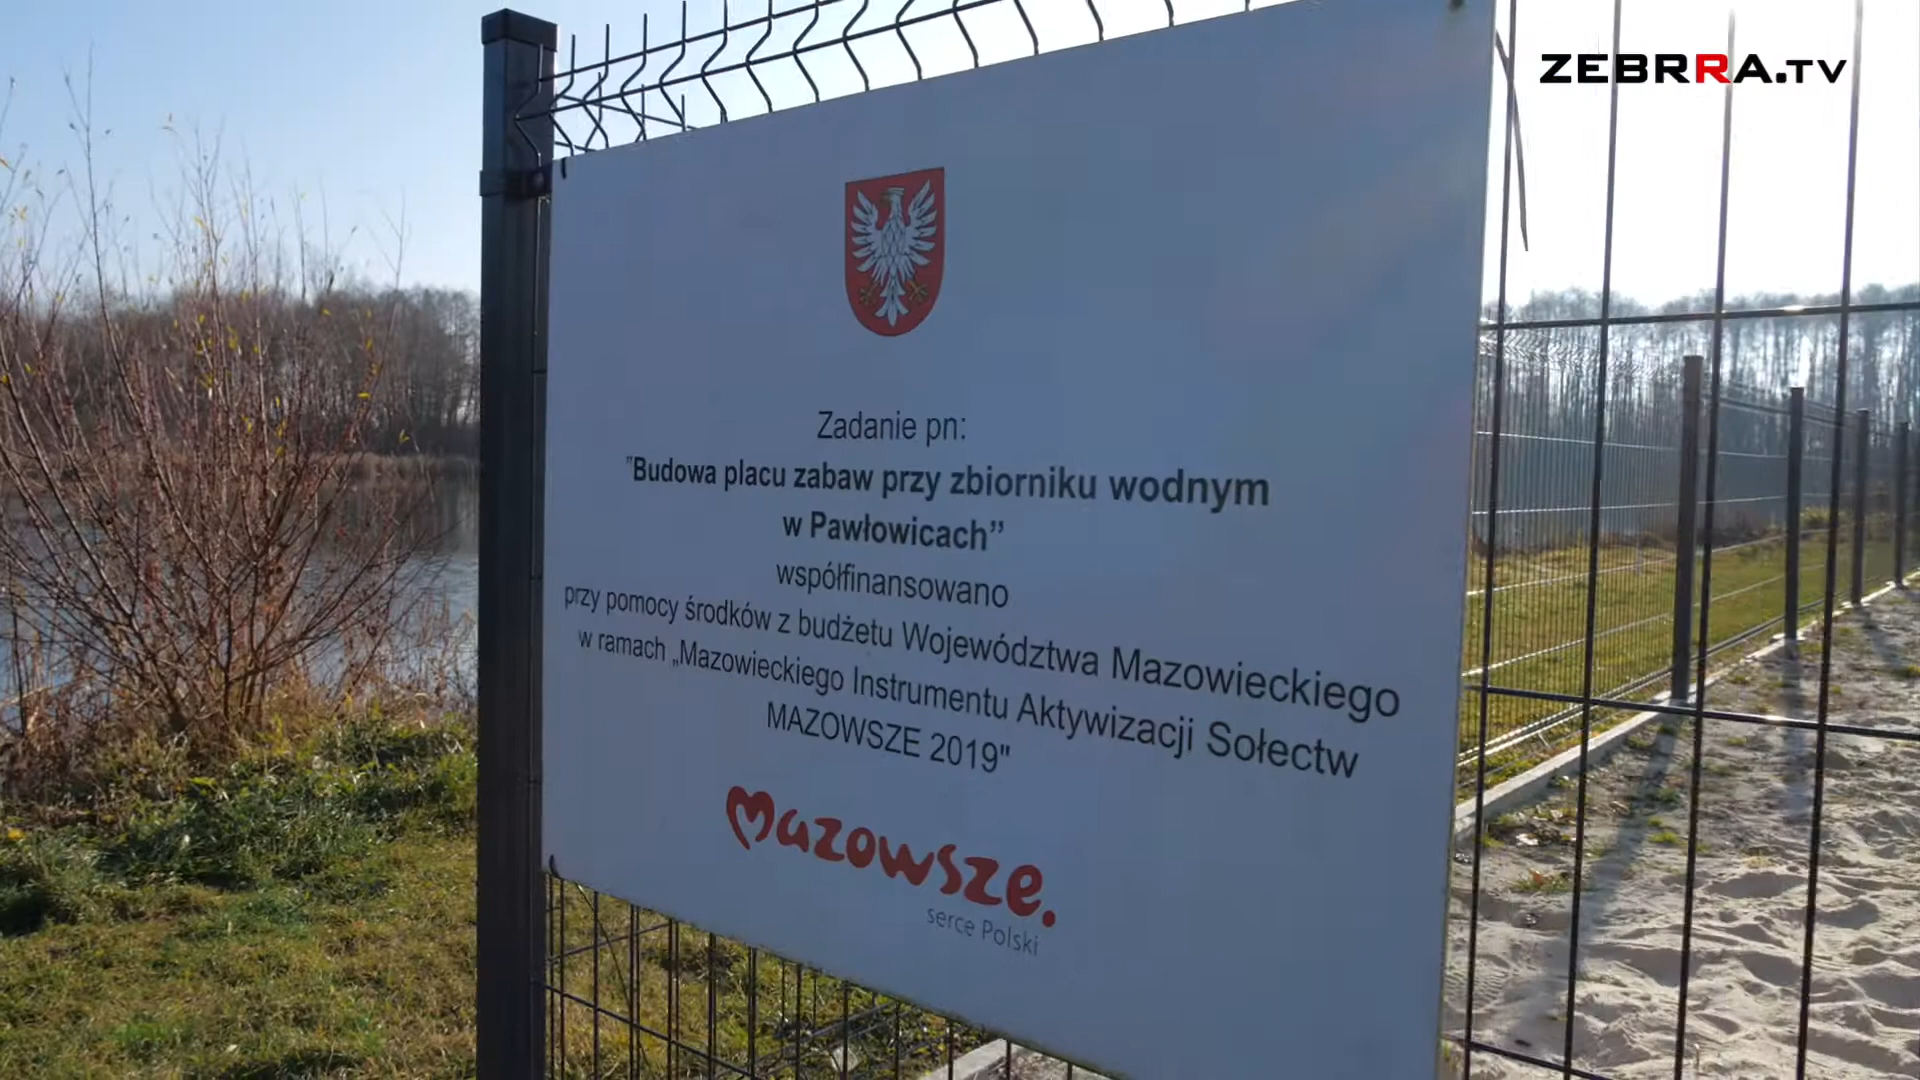 ZEBRRA.TV
Zadanie pn:
"Budowa placu zabaw przy zbiorniku wodnym
w Pawłowicach”
współfinansowano
przy pomocy środków z budżetu Województwa Mazowieckiego
w ramach „Mazowieckiego Instrumentu Aktywizacji Sołectw
MAZOWSZE 2019"
Mazowsze.
serce Polski